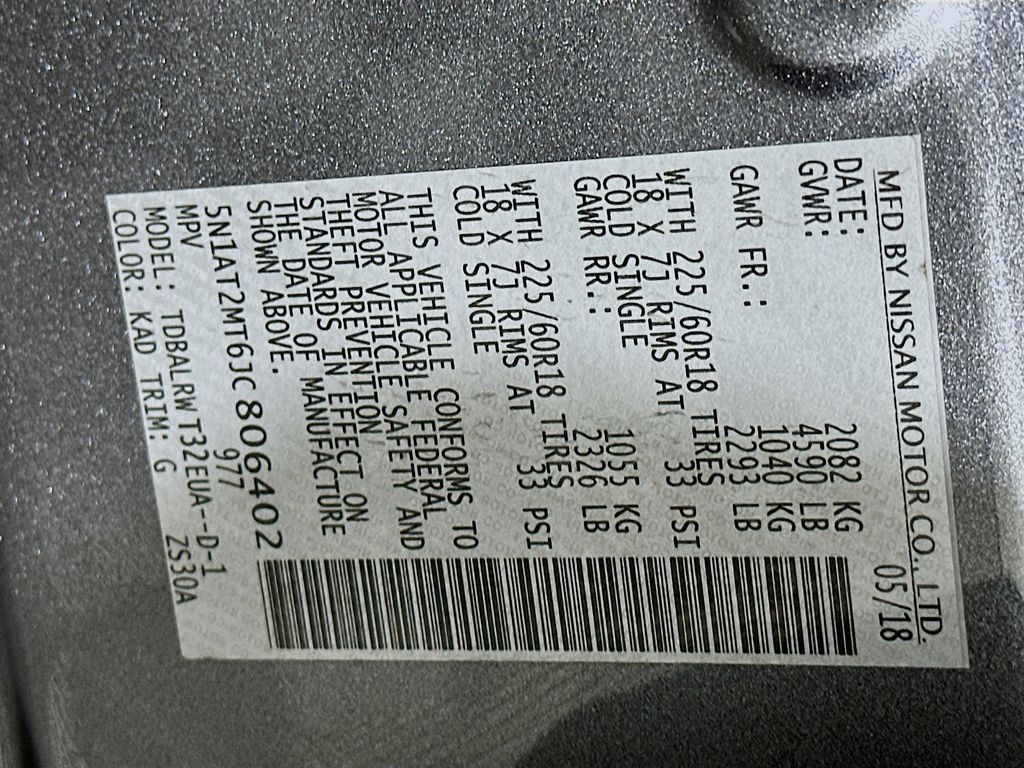 MFD BY NISSAN MOTOR CO., LTD.
DATE: 05/18
GVWR: 2082 KG
4590 LB
GAWR FR.: 1040 KG
2293 LB
WITH 225/60R18 TIRES
18 X 7J RIMS AT 33 PSI
COLD SINGLE
GAWR RR.: 1055 KG
2326 LB
WITH 225/60R18 TIRES
18 X 7J RIMS AT 33 PSI
COLD SINGLE
THIS VEHICLE CONFORMS TO
ALL APPLICABLE FEDERAL
MOTOR VEHICLE SAFETY AND
THEFT PREVENTION
STANDARDS IN EFFECT ON
THE DATE OF MANUFACTURE
SHOWN ABOVE.
5N1AT2MT6JC806402
MPV 977
MODEL: TDBALRW T32EUA--D-1
COLOR: KAD TRIM: G ZS30A